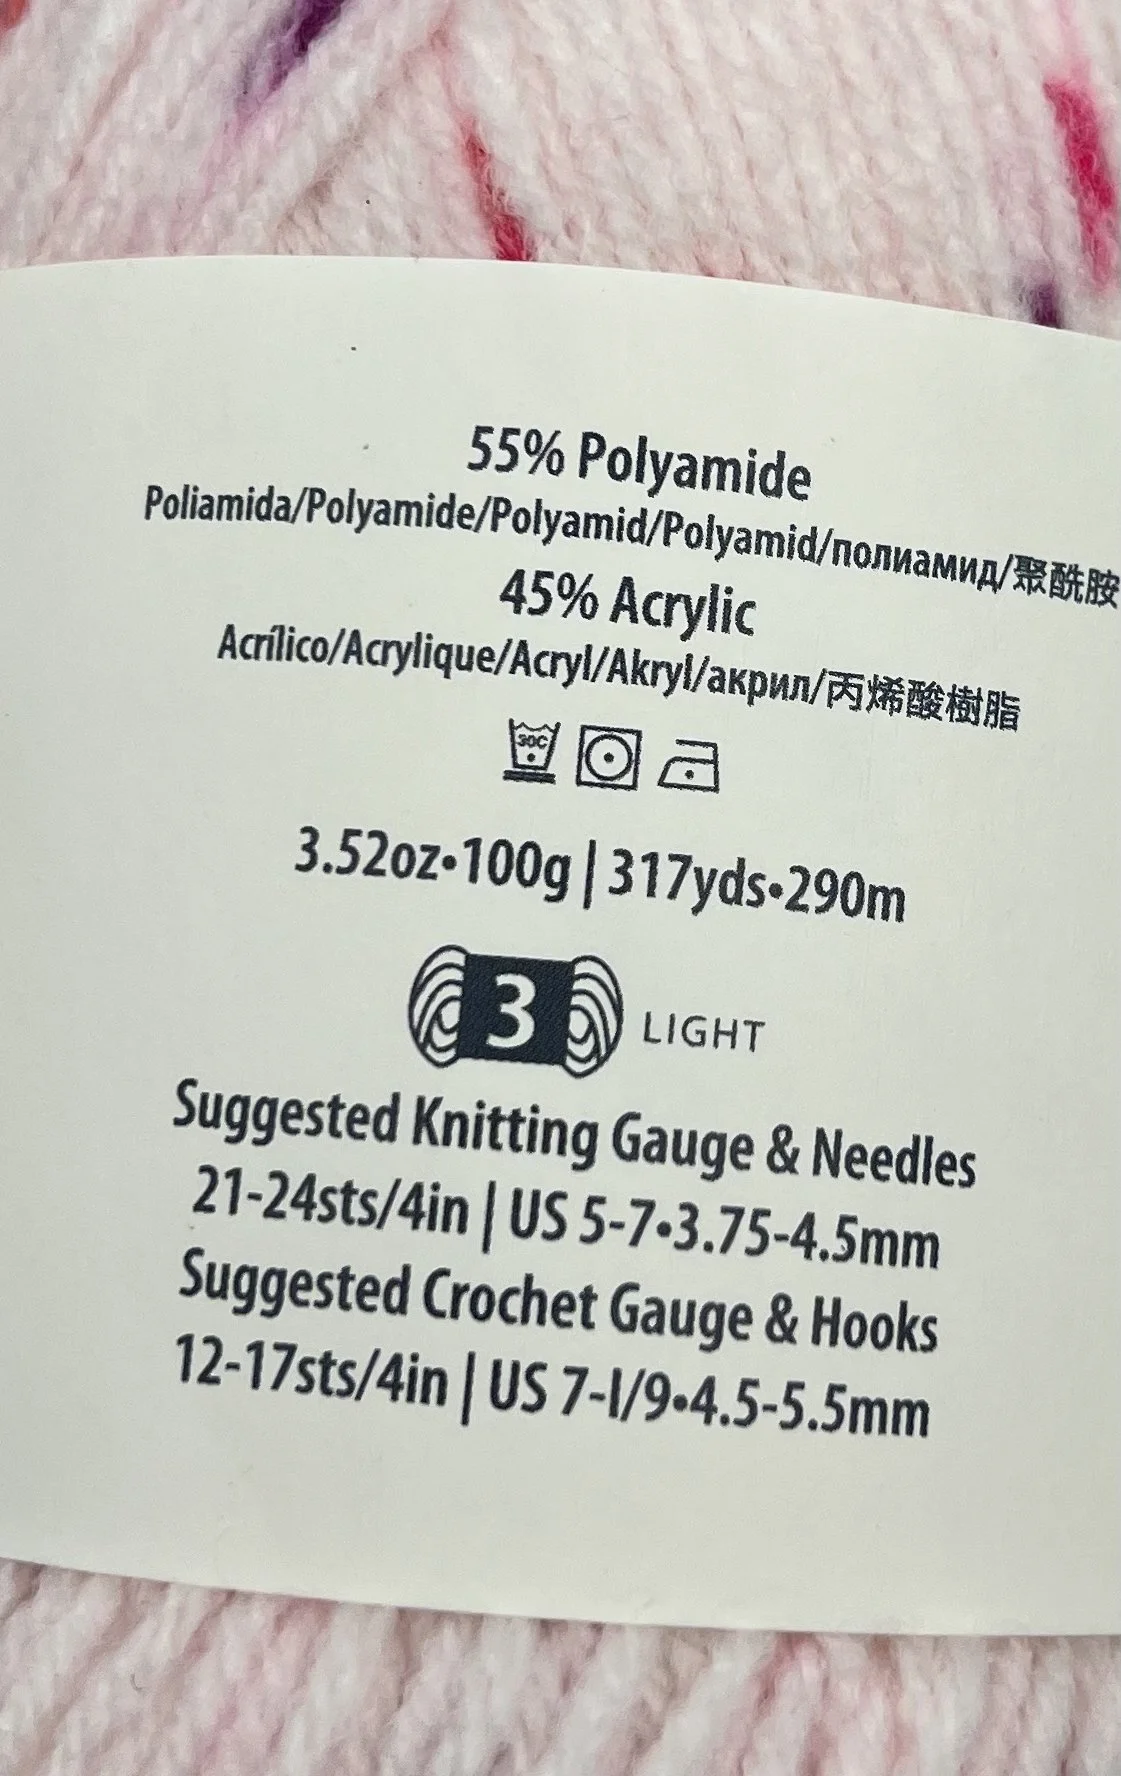 55% Polyamide
Poliamida/Polyamide/Polyamid/Polyamid/полиамид/聚酰胺
45% Acrylic
Acrílico/Acrylique/Acryl/Akryl/акрил/丙烯酸樹脂
30C
3.52oz•100g | 317yds•290m
3 LIGHT
Suggested Knitting Gauge & Needles
21-24sts/4in | US 5-7•3.75-4.5mm
Suggested Crochet Gauge & Hooks
12-17sts/4in | US 7-I/9•4.5-5.5mm